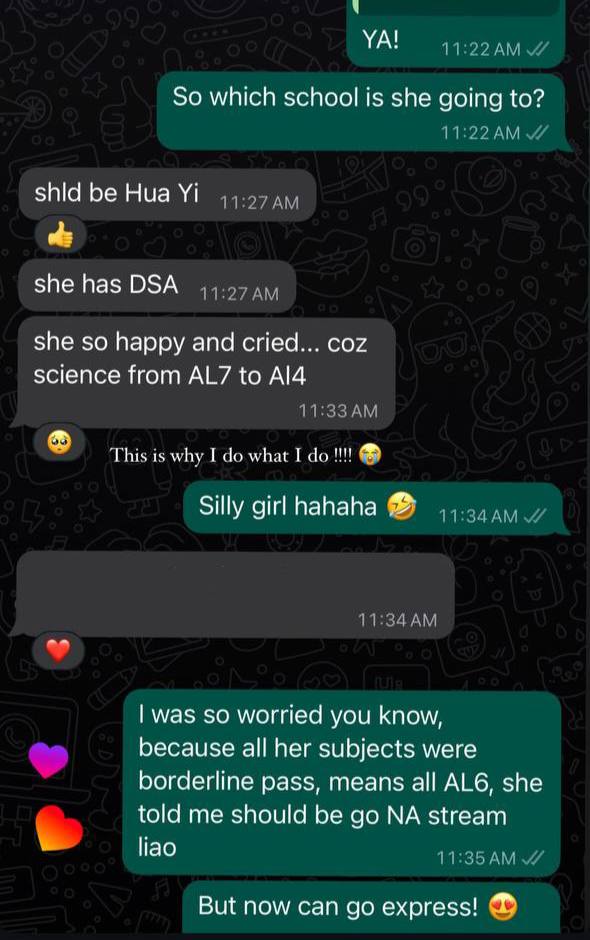 YA!
11:22 AM
So which school is she going to?
11:22 AM
shld be Hua Yi 11:27 AM
she has DSA 11:27 AM
she so happy and cried... coz
science from AL7 to Al4
11:33 AM
This is why I do what I do !!!! 😭
Silly girl hahaha 🤣 11:34 AM
11:34 AM
I was so worried you know,
because all her subjects were
borderline pass, means all AL6, she
told me should be go NA stream
liao
11:35 AM
But now can go express! 😍